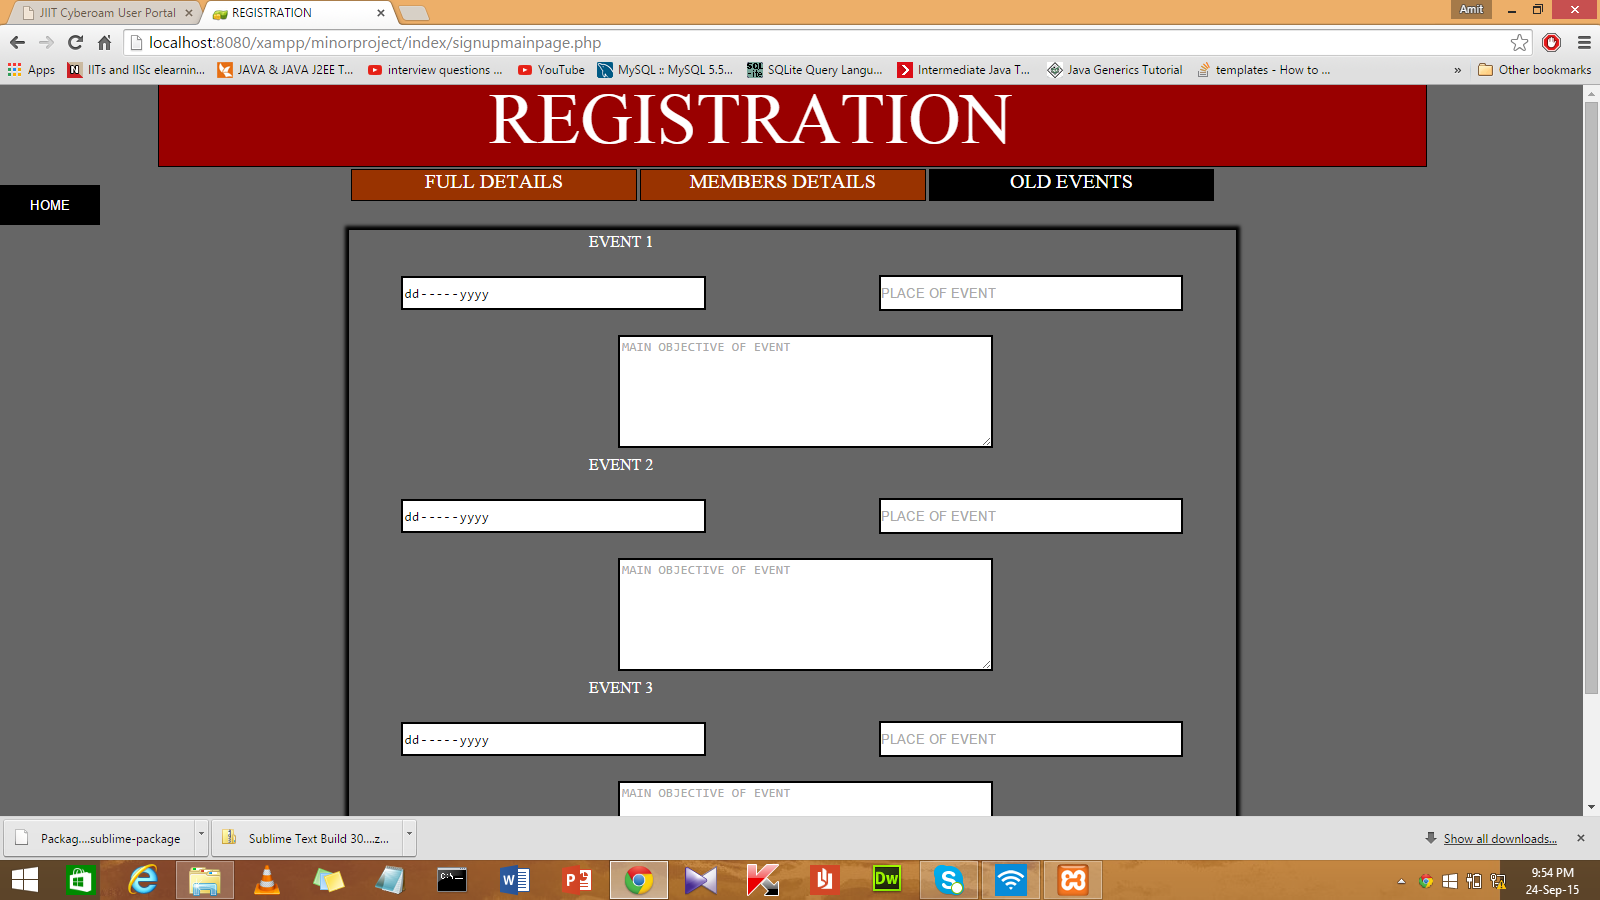 JIIT Cyberoam User Portal
REGISTRATION
Amit
localhost:8080/xampp/minorproject/index/signupmainpage.php
Apps
IITs and IISc elearnin...
JAVA & JAVA J2EE T...
interview questions ...
YouTube
MySQL :: MySQL 5.5...
SQLite Query Langu...
Intermediate Java T...
Java Generics Tutorial
templates - How to ...
»
Other bookmarks
REGISTRATION
FULL DETAILS
MEMBERS DETAILS
OLD EVENTS
HOME
EVENT 1
dd-----yyyy
PLACE OF EVENT
MAIN OBJECTIVE OF EVENT
EVENT 2
dd-----yyyy
PLACE OF EVENT
MAIN OBJECTIVE OF EVENT
EVENT 3
dd-----yyyy
PLACE OF EVENT
MAIN OBJECTIVE OF EVENT
Packag....sublime-package
Sublime Text Build 30....z...
Show all downloads...
Dw
9:54 PM
24-Sep-15